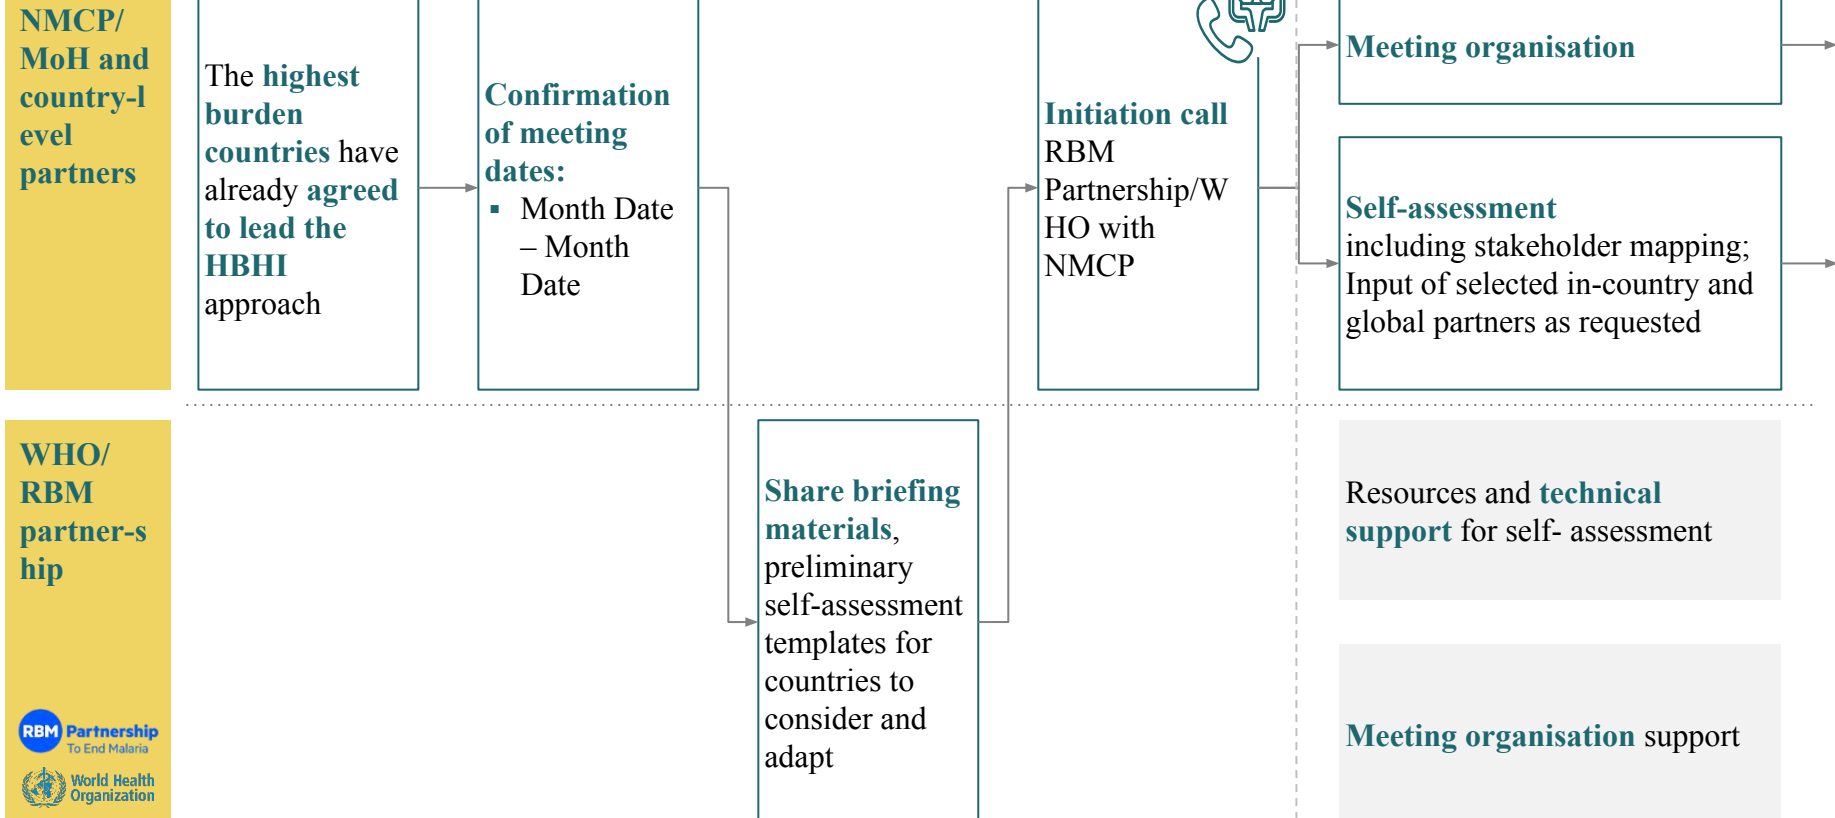 NMCP/
MoH and
country-l
evel
partners
The highest
burden
countries have
already agreed
to lead the
HBHI
approach
Confirmation
of meeting
dates:
▪ Month Date
– Month
Date
Initiation call
RBM
Partnership/W
HO with
NMCP
Meeting organisation
Self-assessment
including stakeholder mapping;
Input of selected in-country and
global partners as requested
WHO/
RBM
partner-s
hip
RBM Partnership
To End Malaria
World Health
Organization
Share briefing
materials,
preliminary
self-assessment
templates for
countries to
consider and
adapt
Resources and technical
support for self- assessment
Meeting organisation support